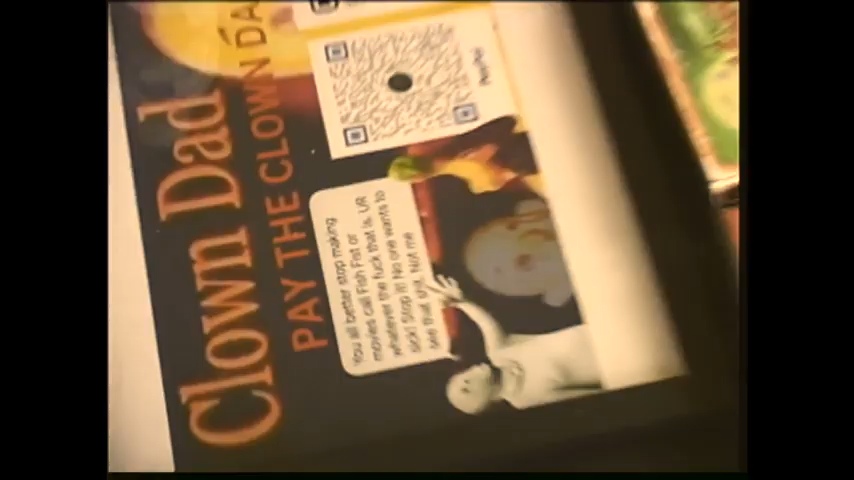 Clown Dad
PAY THE CLOWN DA
PayPal
You all better stop making
movies call Fish Fist or
whatever the fuck that is. UR
sick! Stop it! No one wants to
see that shit. Not me